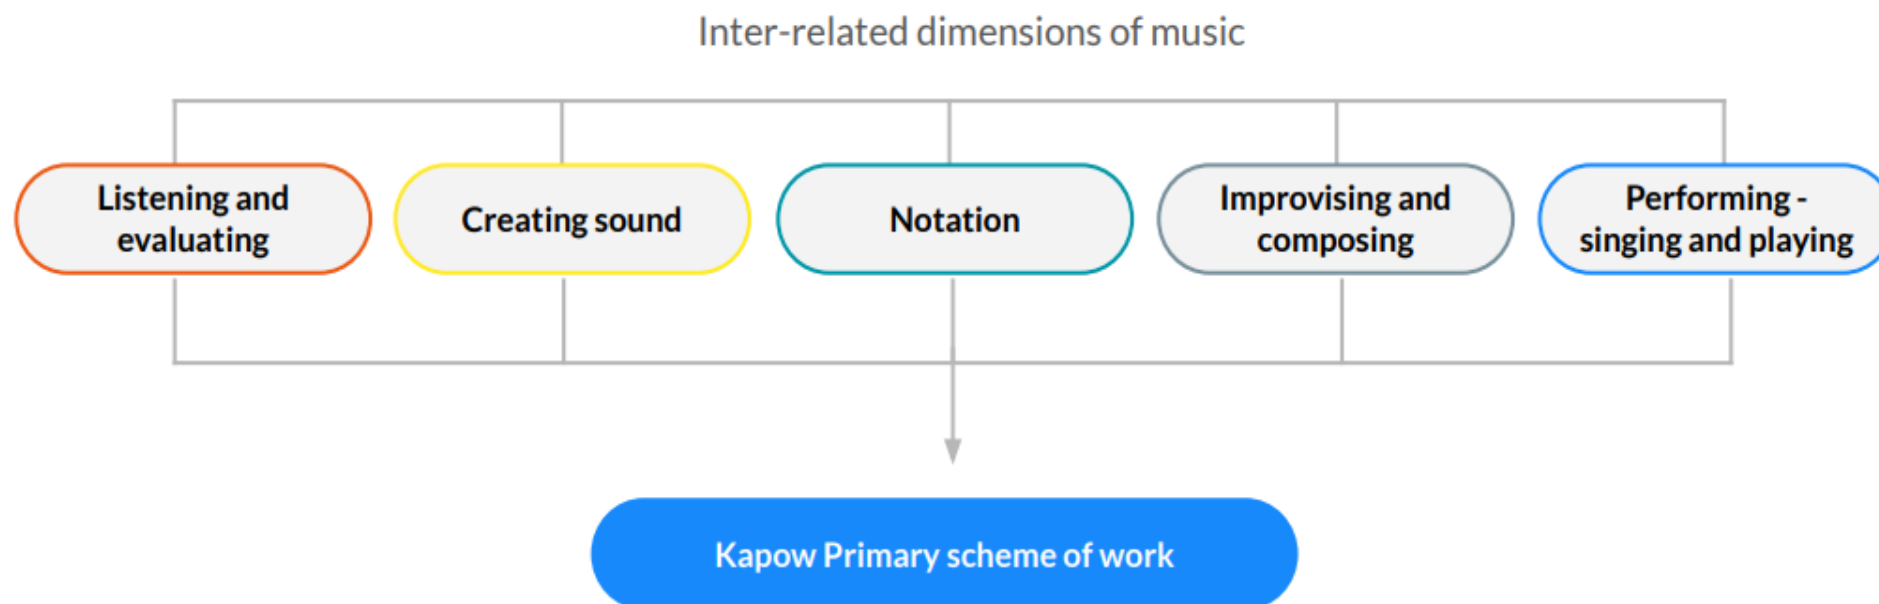 Inter-related dimensions of music
Listening and
evaluating
Creating sound
Notation
Improvising and
composing
Performing -
singing and playing
Kapow Primary scheme of work